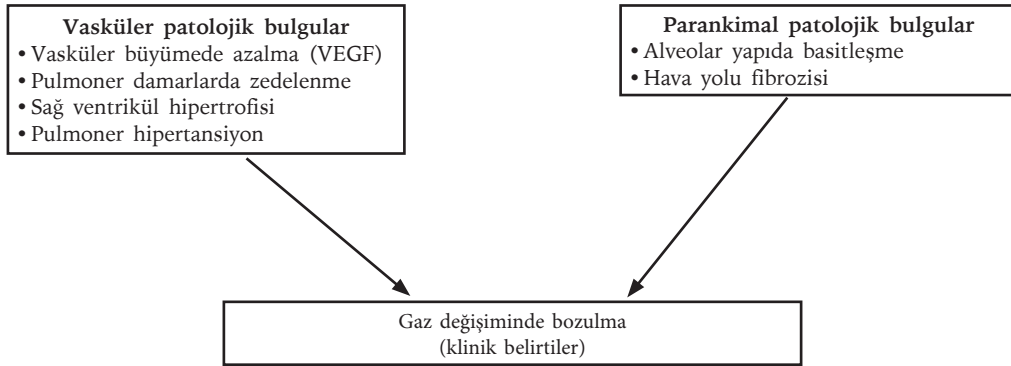 Vasküler patolojik bulgular
• Vasküler büyümede azalma (VEGF)
• Pulmoner damarlarda zedelenme
• Sağ ventrikül hipertrofisi
• Pulmoner hipertansiyon
Parankimal patolojik bulgular
• Alveolar yapıda basitleşme
• Hava yolu fibrozisi
Gaz değişiminde bozulma
(klinik belirtiler)